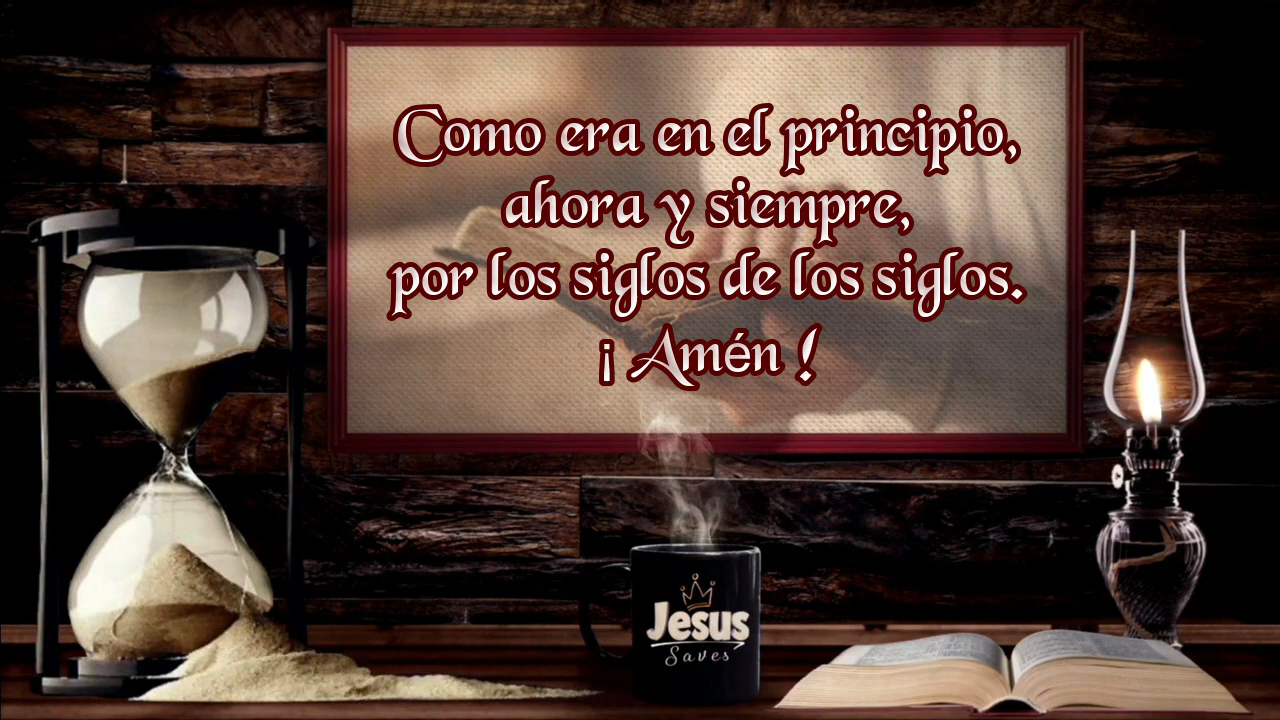 Como era en el principio,
ahora y siempre,
por los siglos de los siglos.
¡ Amén !
Jesus
Saves